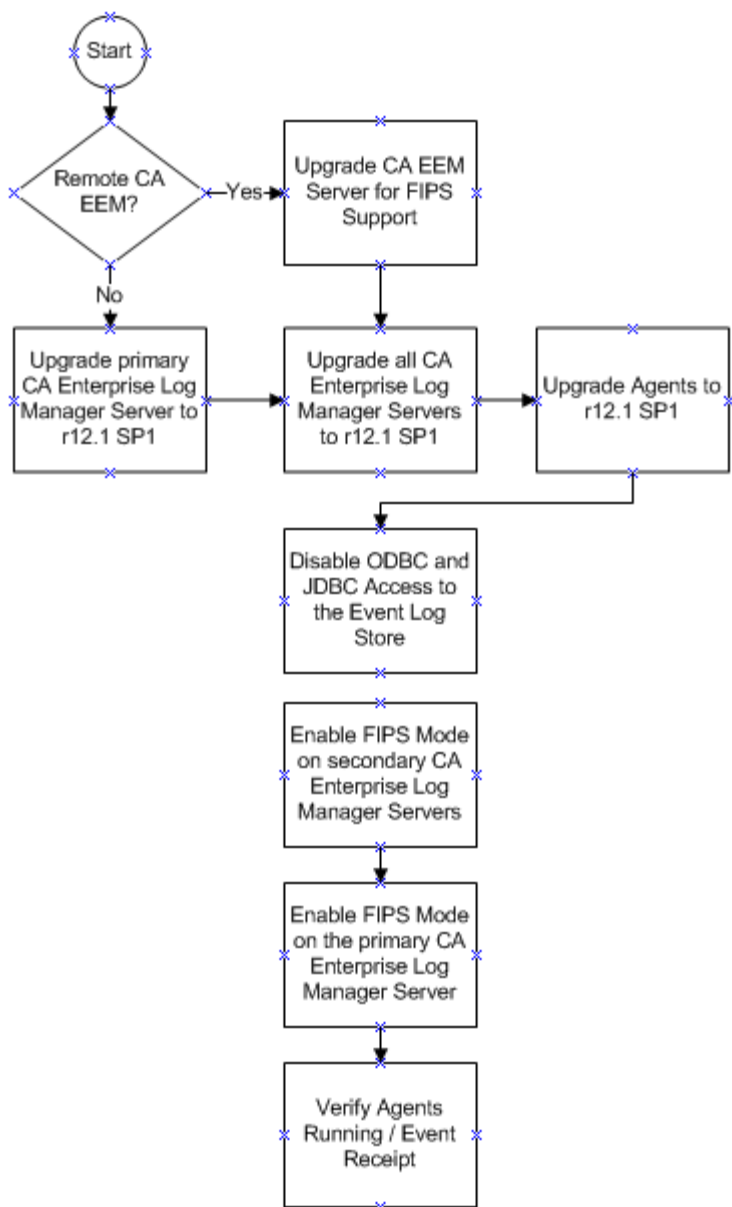 Start
Remote CA
EEM?
Yes
Upgrade CA EEM
Server for FIPS
Support
No
Upgrade primary
CA Enterprise Log
Manager Server to
r12.1 SP1
Upgrade all CA
Enterprise Log
Manager Servers
to r12.1 SP1
Upgrade Agents to
r12.1 SP1
Disable ODBC and
JDBC Access to
the Event Log
Store
Enable FIPS Mode
on secondary CA
Enterprise Log
Manager Servers
Enable FIPS Mode
on the primary CA
Enterprise Log
Manager Server
Verify Agents
Running / Event
Receipt